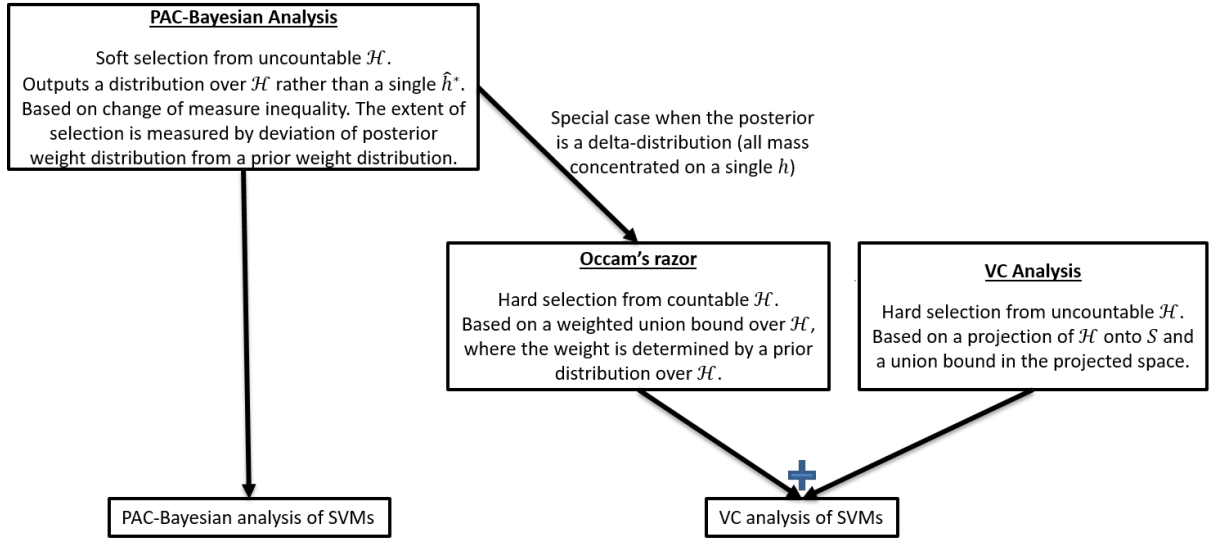 PAC-Bayesian Analysis
Soft selection from uncountable ℋ.
Outputs a distribution over ℋ rather than a single ĥ*.
Based on change of measure inequality. The extent of
selection is measured by deviation of posterior
weight distribution from a prior weight distribution.
Special case when the posterior
is a delta-distribution (all mass
concentrated on a single h)
Occam's razor
Hard selection from countable ℋ.
Based on a weighted union bound over ℋ,
where the weight is determined by a prior
distribution over ℋ.
VC Analysis
Hard selection from uncountable ℋ.
Based on a projection of ℋ onto S and
a union bound in the projected space.
PAC-Bayesian analysis of SVMs
VC analysis of SVMs